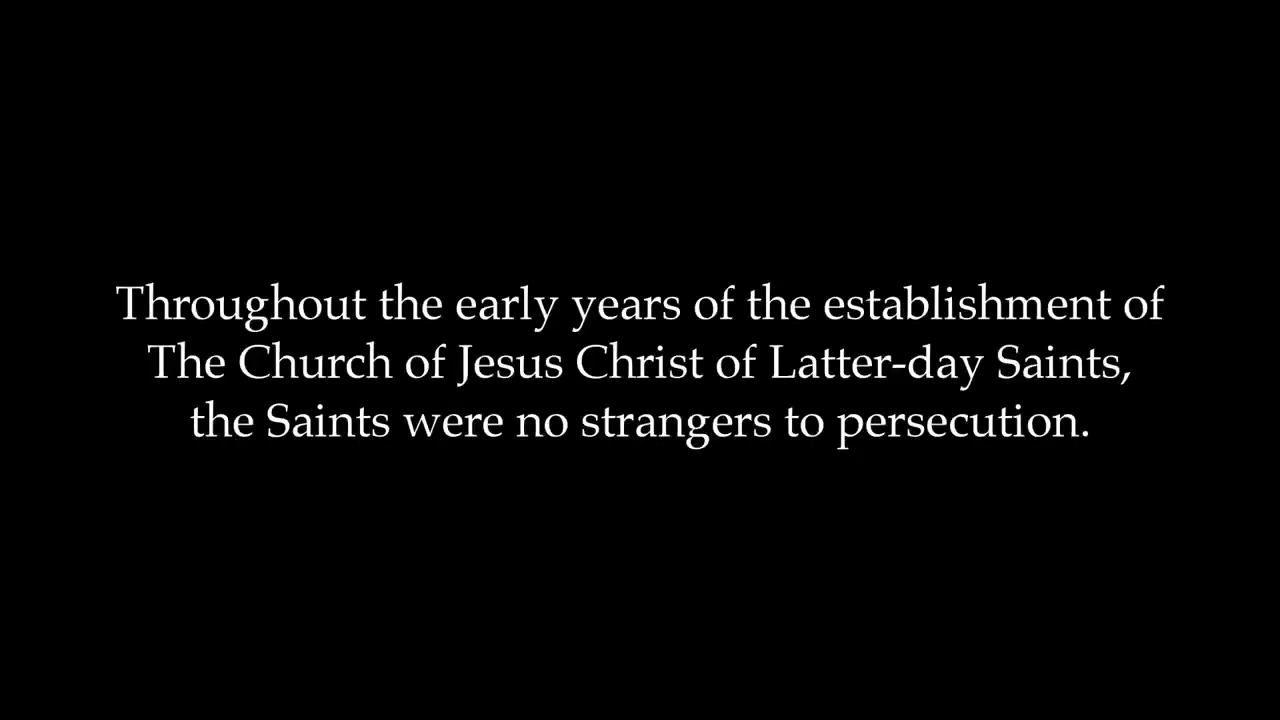 Throughout the early years of the establishment of
The Church of Jesus Christ of Latter-day Saints,
the Saints were no strangers to persecution.